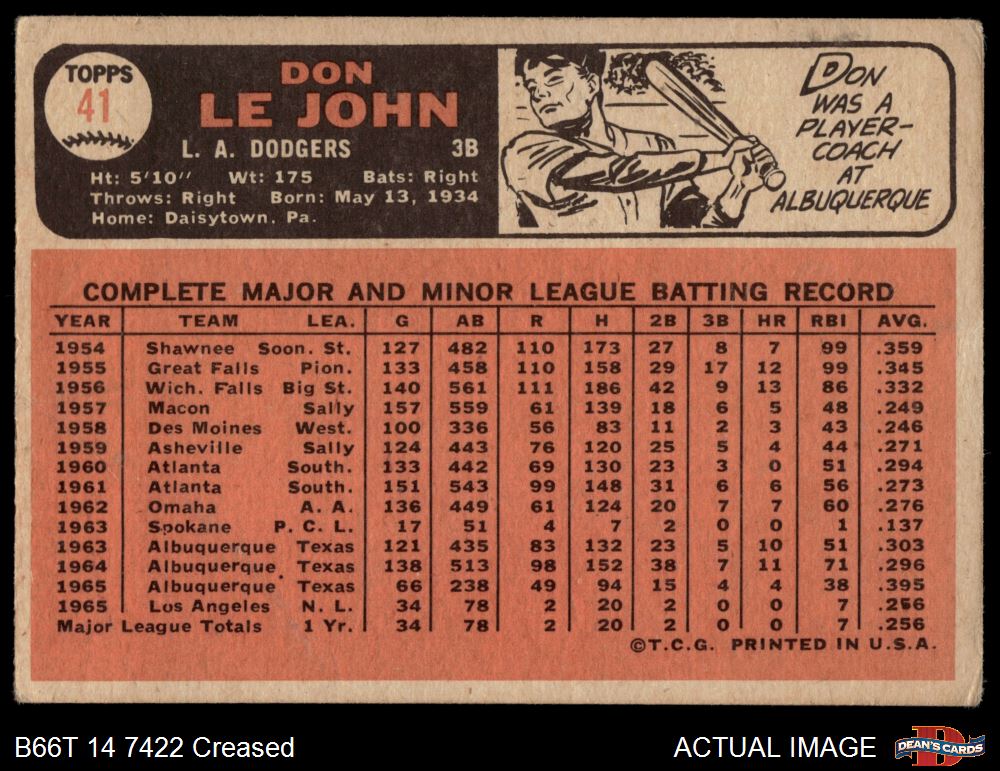 TOPPS
41
DON
LE JOHN
L. A. DODGERS 3B
Ht: 5'10" Wt: 175 Bats: Right
Throws: Right Born: May 13, 1934
Home: Daisytown, Pa.
DON
WAS A
PLAYER-
COACH
AT
ALBUQUERQUE
COMPLETE MAJOR AND MINOR LEAGUE BATTING RECORD
YEAR TEAM LEA. G AB R H 2B 3B HR RBI AVG.
1954 Shawnee Soon. St. 127 482 110 173 27 8 7 99 .359
1955 Great Falls Pion. 133 458 110 158 29 17 12 99 .345
1956 Wich. Falls Big St. 140 561 111 186 42 9 13 86 .332
1957 Macon Sally 157 559 61 139 18 6 5 48 .249
1958 Des Moines West. 100 336 56 83 11 2 3 43 .246
1959 Asheville Sally 124 443 76 120 25 5 4 44 .271
1960 Atlanta South. 133 442 69 130 23 3 0 51 .294
1961 Atlanta South. 151 543 99 148 31 6 6 56 .273
1962 Omaha A. A. 136 449 61 124 20 7 7 60 .276
1963 Spokane P. C. L. 17 51 4 7 2 0 0 1 .137
1963 Albuquerque Texas 121 435 83 132 23 5 10 51 .303
1964 Albuquerque Texas 138 513 98 152 38 7 11 71 .296
1965 Albuquerque Texas 66 238 49 94 15 4 4 38 .395
1965 Los Angeles N. L. 34 78 2 20 2 0 0 7 .256
Major League Totals 1 Yr. 34 78 2 20 2 0 0 7 .256
©T.C.G. PRINTED IN U.S.A.
B66T 14 7422 Creased ACTUAL IMAGE DEAN'S CARDS